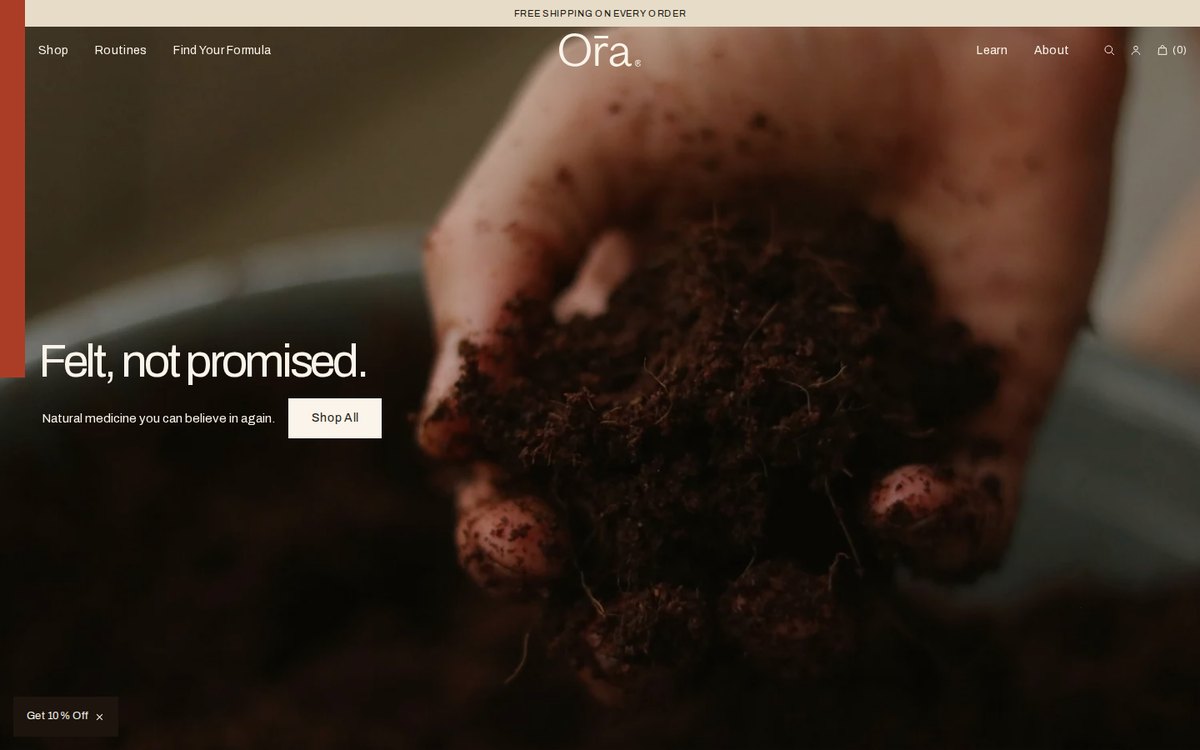 FREE SHIPPING ON EVERY ORDER
Shop Routines Find Your Formula Ōra® Learn About (0)
Felt, not promised.
Natural medicine you can believe in again. Shop All
Get 10% Off ×